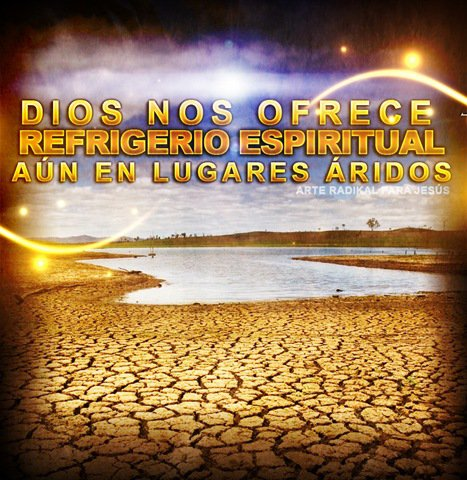 DIOS NOS OFRECE
REFRIGERIO ESPIRITUAL
AÚN EN LUGARES ÁRIDOS
ARTE RADIKAL PARA JESÚS